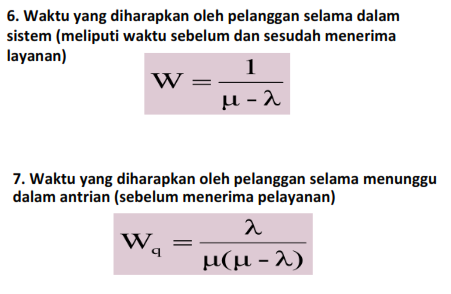 6. Waktu yang diharapkan oleh pelanggan selama dalam
sistem (meliputi waktu sebelum dan sesudah menerima
layanan)
W = 1 / (μ - λ)
7. Waktu yang diharapkan oleh pelanggan selama menunggu
dalam antrian (sebelum menerima pelayanan)
W_q = λ / μ(μ - λ)